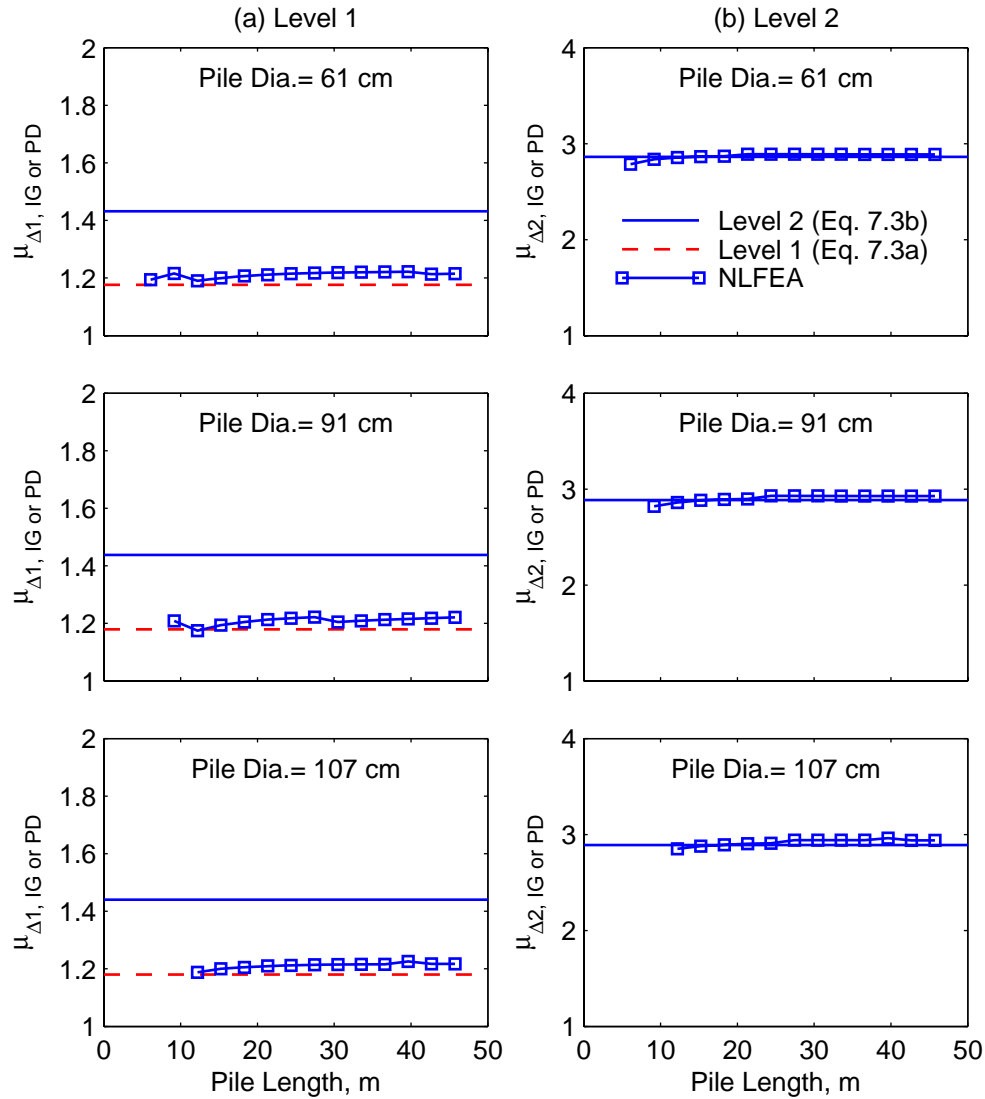 (a) Level 1
(b) Level 2
2
1.8
1.6
1.4
1.2
1
μΔ1, IG or PD
Pile Dia.= 61 cm
4
3
2
1
μΔ2, IG or PD
Pile Dia.= 61 cm
Level 2 (Eq. 7.3b)
Level 1 (Eq. 7.3a)
NLFEA
2
1.8
1.6
1.4
1.2
1
μΔ1, IG or PD
Pile Dia.= 91 cm
4
3
2
1
μΔ2, IG or PD
Pile Dia.= 91 cm
2
1.8
1.6
1.4
1.2
1
μΔ1, IG or PD
Pile Dia.= 107 cm
0 10 20 30 40 50
Pile Length, m
4
3
2
1
μΔ2, IG or PD
Pile Dia.= 107 cm
0 10 20 30 40 50
Pile Length, m